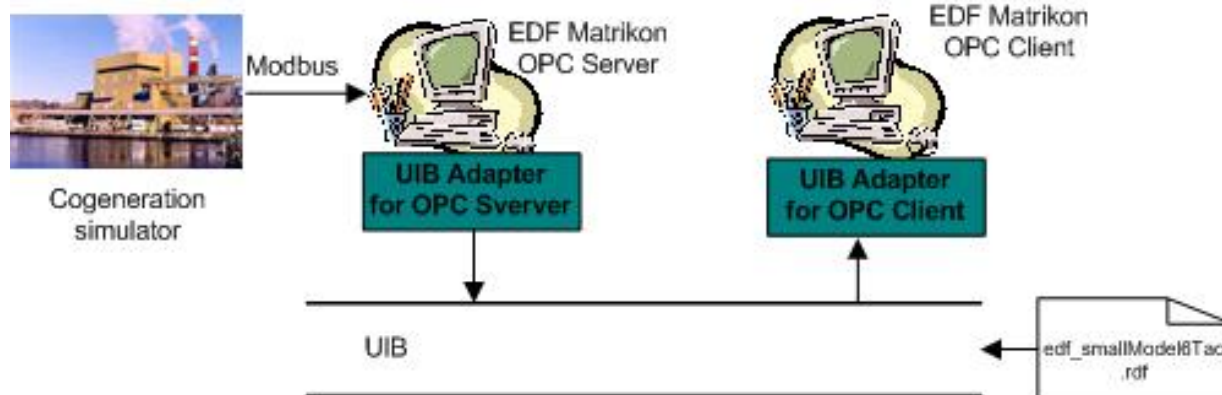 EDF Matrikon
OPC Server
EDF Matrikon
OPC Client
Modbus
UIB Adapter
for OPC Sverver
UIB Adapter
for OPC Client
Cogeneration
simulator
UIB
edf_smallModel6Tac
.rdf